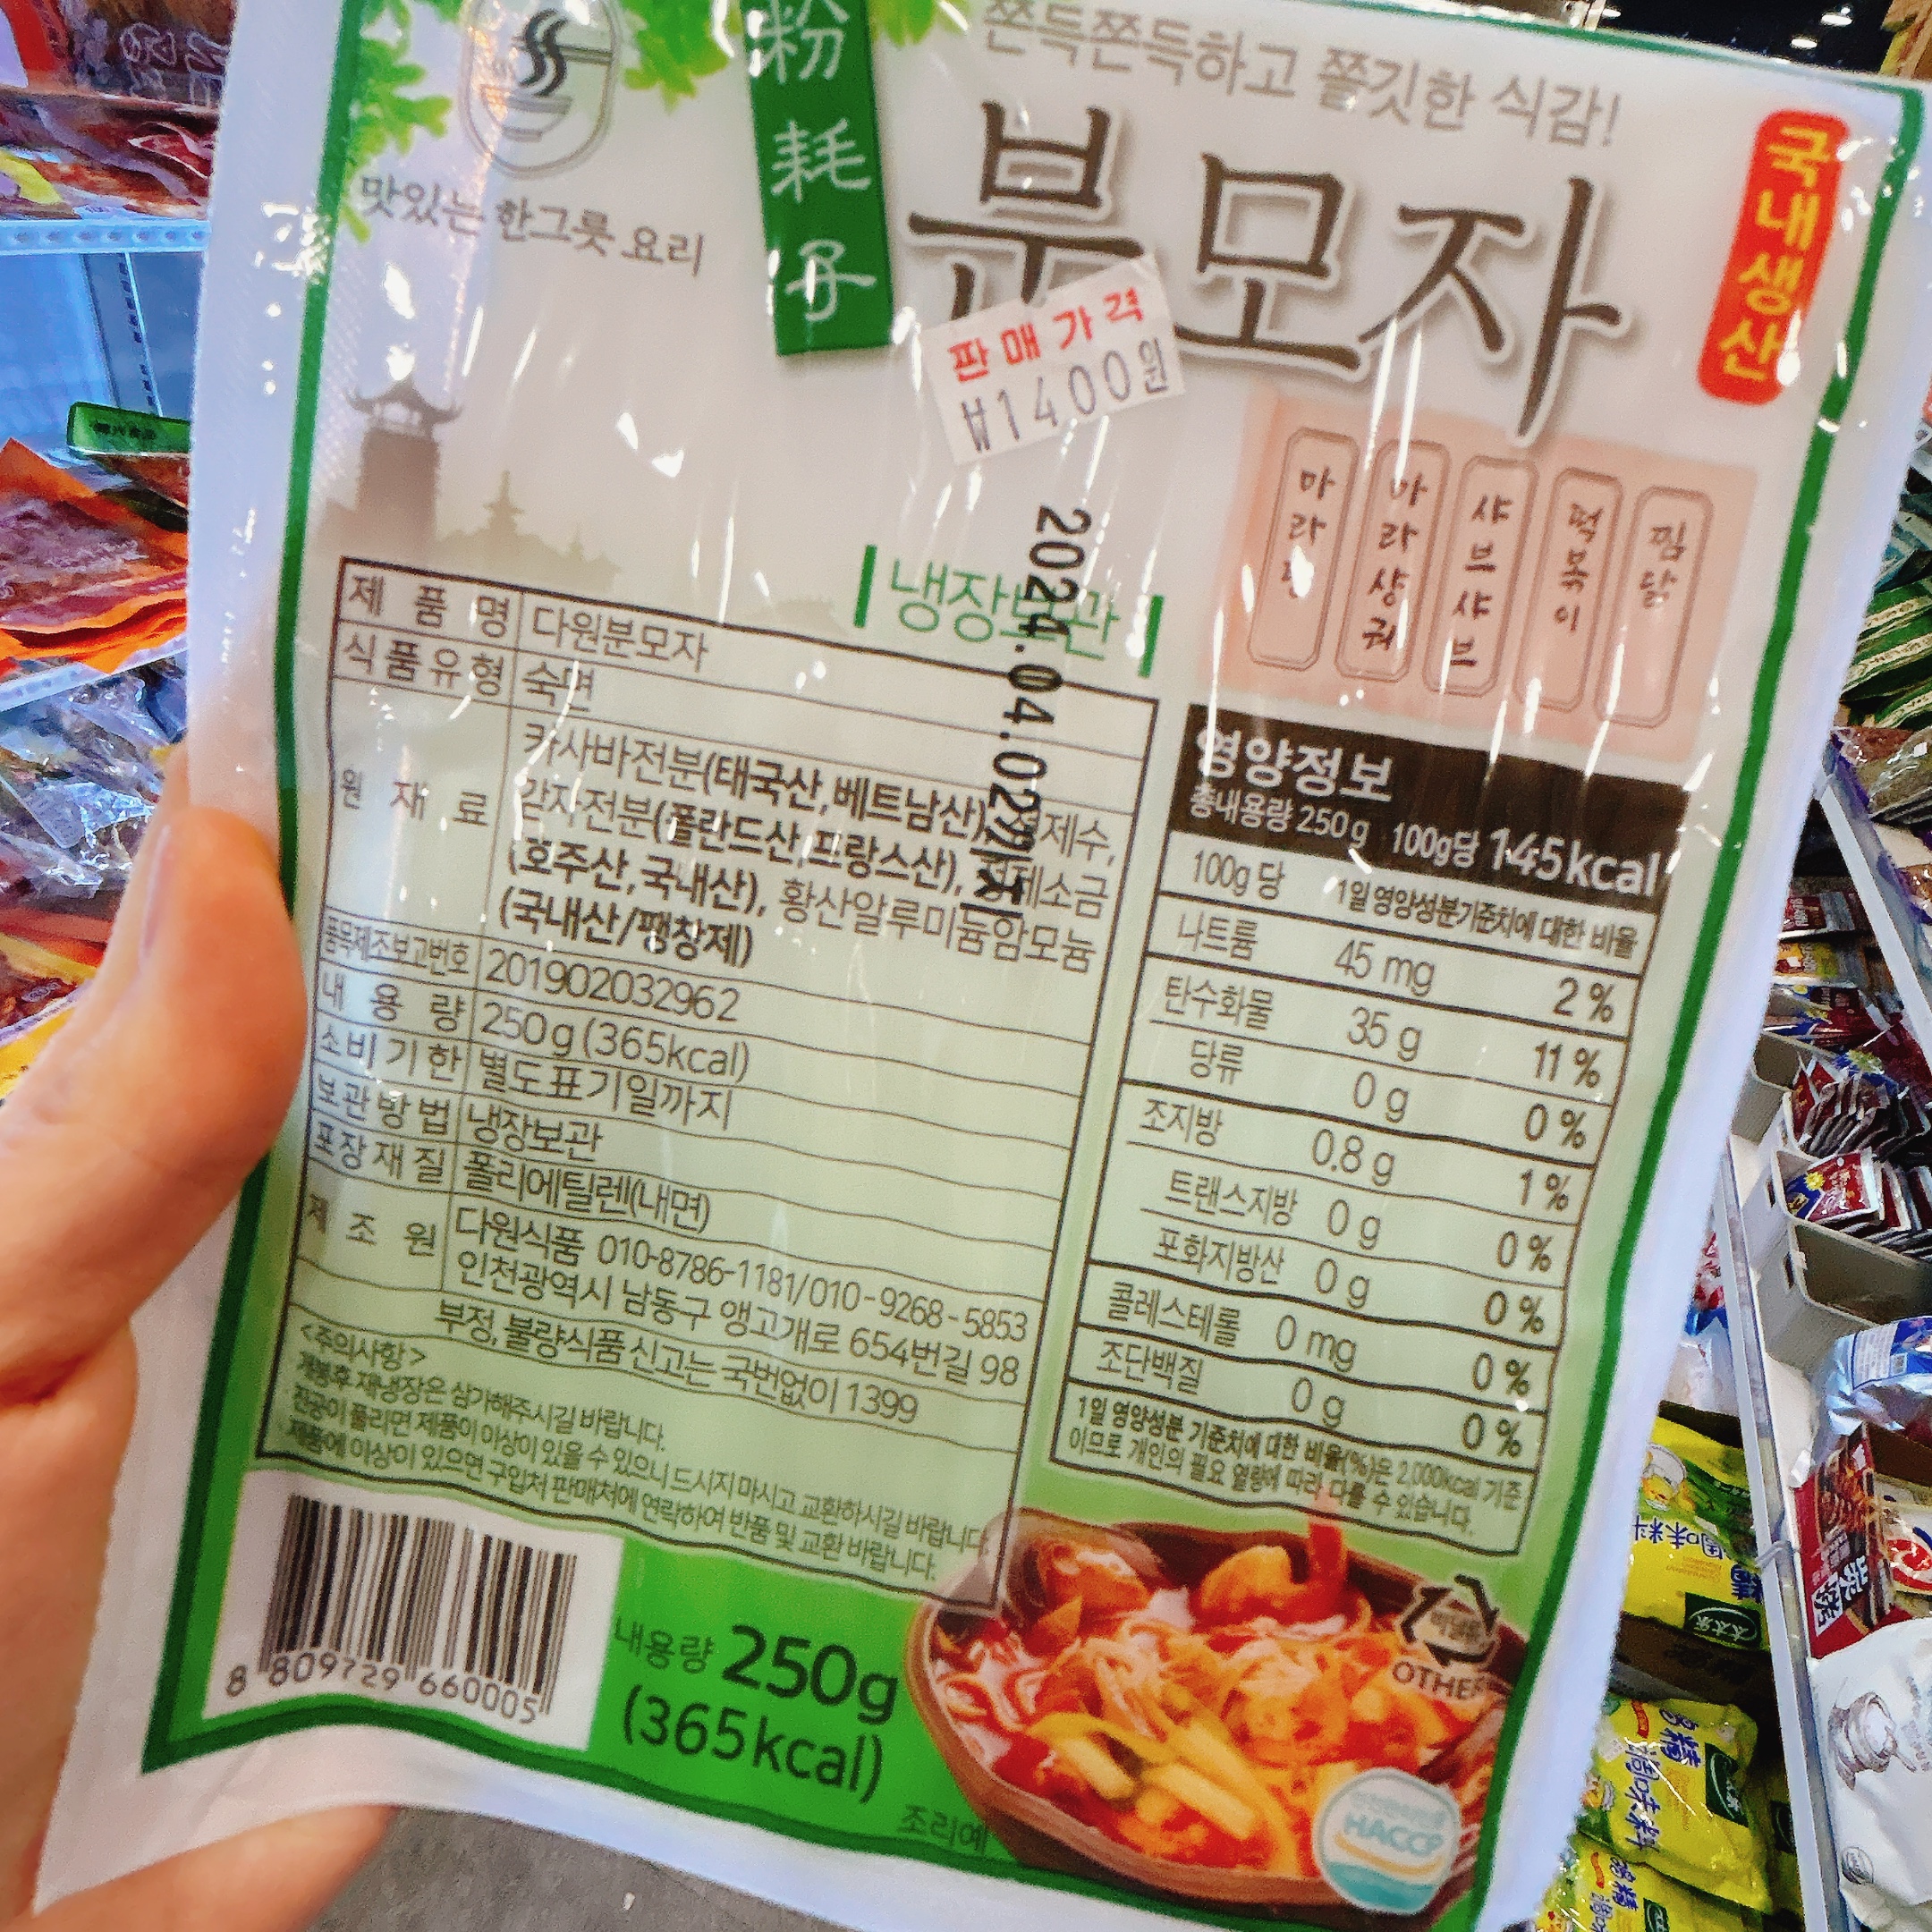 쫀득쫀득하고 쫄깃한 식감!
粉耗子
분모자
국내생산
맛있는 한그릇 요리
판매가격
₩1400원
마라
마라샹궈
샤브샤브
떡볶이
찜닭
냉장보관
2024.04.02까지
제품명 다원분모자
식품유형 숙면
원재료 카사바전분(태국산,베트남산), 정제수,
감자전분(폴란드산,프랑스산), 정제소금
(호주산,국내산), 황산알루미늄암모늄
(국내산/팽창제)
품목제조보고번호 201902032962
내용량 250g (365kcal)
소비기한 별도표기일까지
보관방법 냉장보관
포장재질 폴리에틸렌(내면)
제조원 다원식품 010-8786-1181/010-9268-5853
인천광역시 남동구 앵고개로 654번길 98
부정,불량식품 신고는 국번없이 1399
<주의사항>
개봉후 재냉장은 삼가해주시길 바랍니다.
진공이 풀리면 제품이 이상이 있을 수 있으니 드시지 마시고 교환하시길 바랍니다.
제품에 이상이 있으면 구입처 판매처에 연락하여 반품 및 교환 바랍니다.
영양정보
총내용량 250g 100g당 145kcal
100g 당 1일 영양성분기준치에 대한 비율
나트륨 45 mg 2 %
탄수화물 35 g 11 %
당류 0 g 0 %
조지방 0.8 g 1 %
트랜스지방 0 g 0 %
포화지방산 0 g 0 %
콜레스테롤 0 mg 0 %
조단백질 0 g 0 %
1일 영양성분 기준치에 대한 비율(%)은 2,000kcal 기준
이므로 개인의 필요 열량에 따라 다를 수 있습니다.
8 809729 660005
내용량 250g
(365kcal)
조리예
OTHER
HACCP
太太乐
调味料